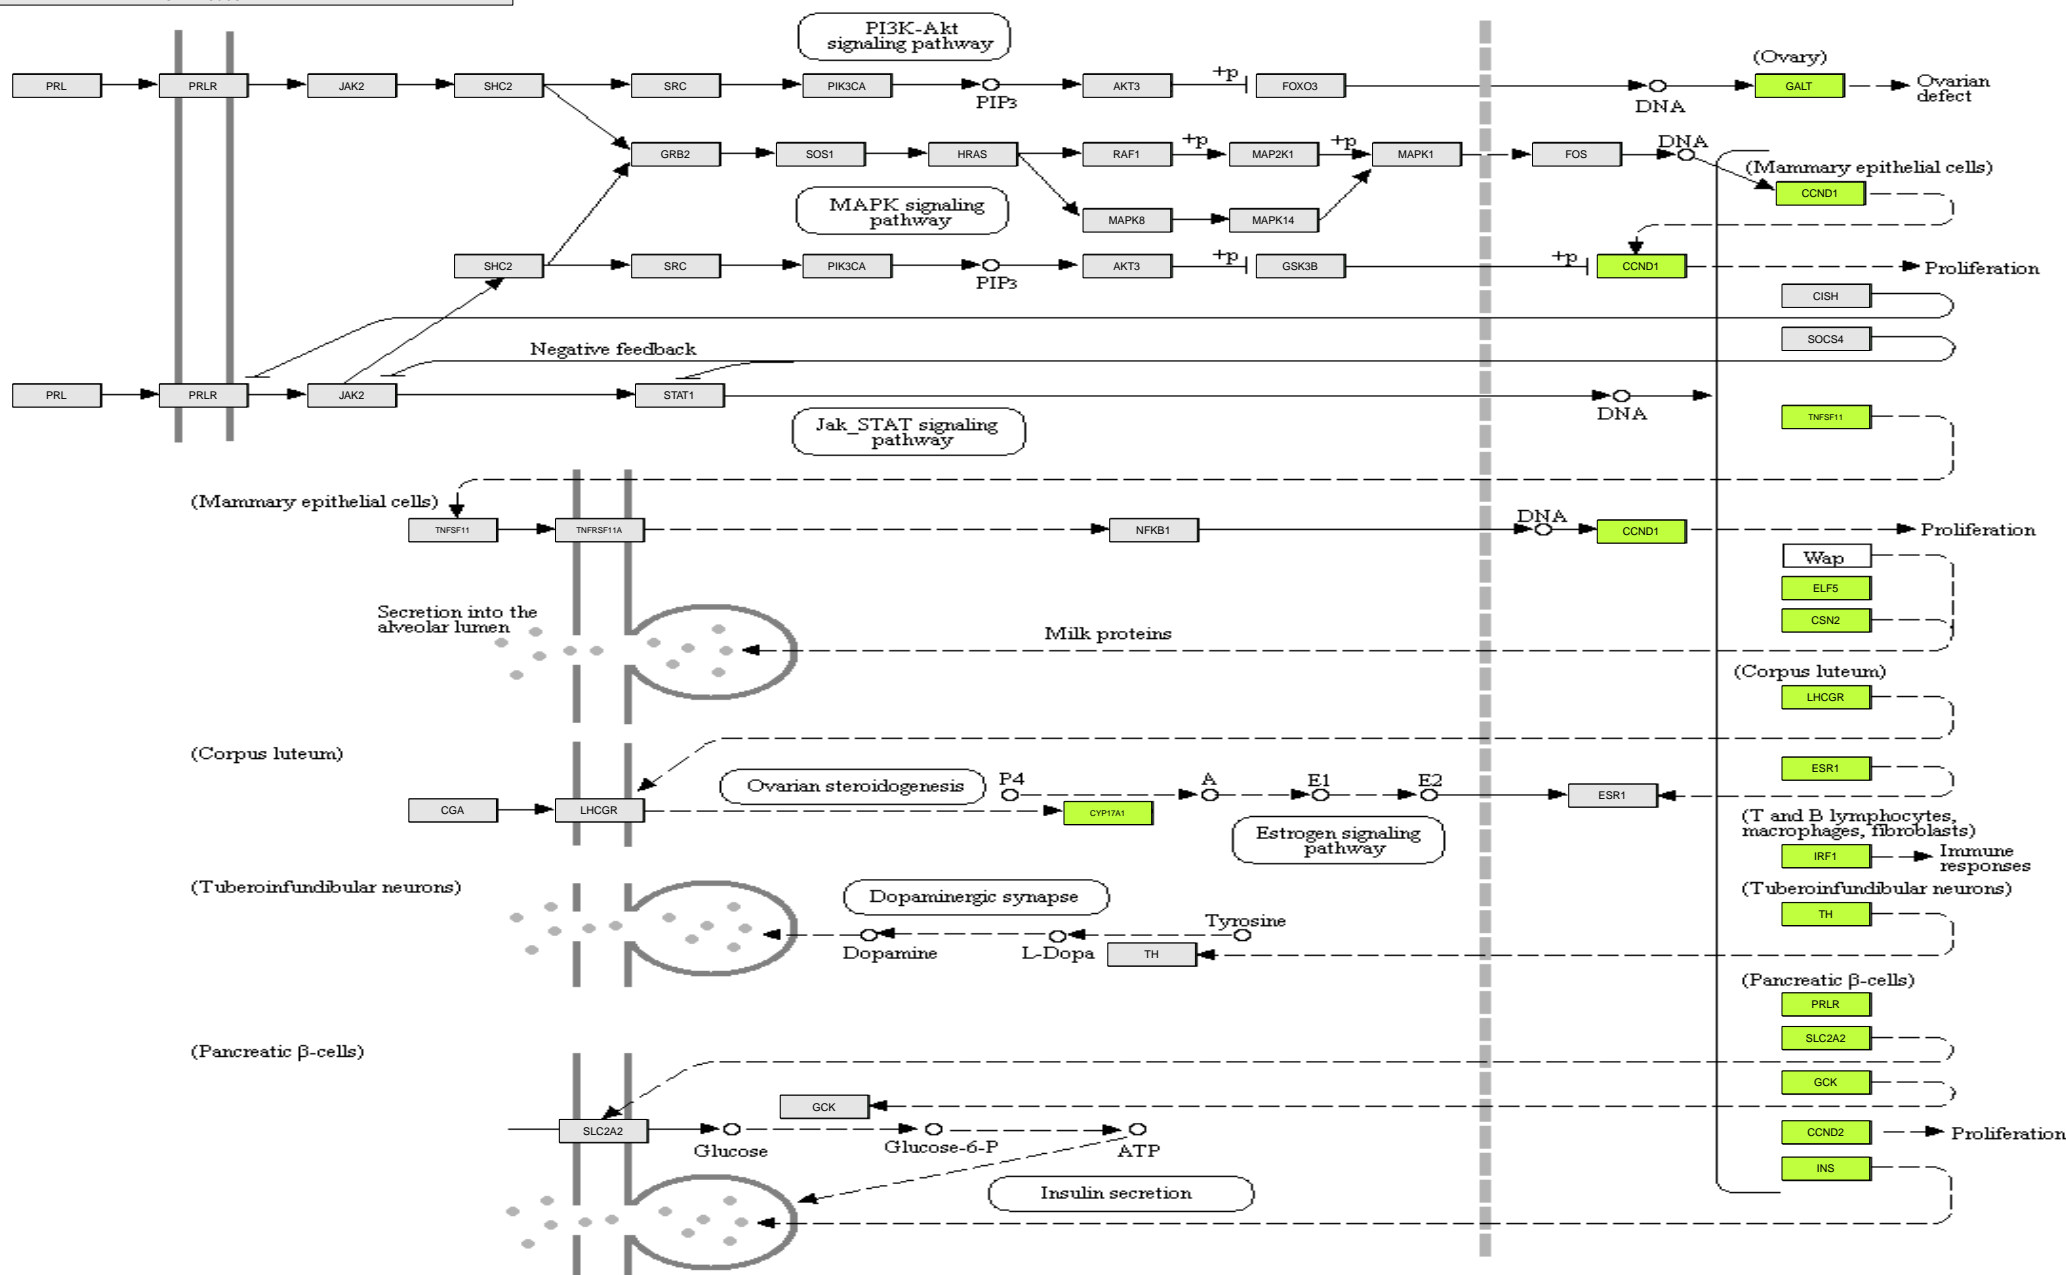 PI3K-Akt
signaling pathway
(Ovary)
PRL PRLR JAK2 SHC2 SRC PIK3CA PIP3 AKT3 +p FOXO3 DNA GALT Ovarian
defect
GRB2 SOS1 HRAS RAF1 +p MAP2K1 +p MAPK1 FOS DNA
(Mammary epithelial cells)
CCND1
MAPK signaling
pathway
MAPK8 MAPK14
SHC2 SRC PIK3CA PIP3 AKT3 +p GSK3B +p CCND1 Proliferation
CISH
SOCS4
Negative feedback
PRL PRLR JAK2 STAT1 DNA
Jak_STAT signaling
pathway
TNFSF11
(Mammary epithelial cells)
TNFSF11 TNFRSF11A NFKB1 DNA CCND1 Proliferation
Wap
ELF5
CSN2
Secretion into the
alveolar lumen
Milk proteins
(Corpus luteum)
LHCGR
(Corpus luteum)
Ovarian steroidogenesis P4 A E1 E2 ESR1
ESR1
CGA LHCGR CYP17A1
Estrogen signaling
pathway
(T and B lymphocytes,
macrophages, fibroblasts)
IRF1 Immune
responses
(Tuberoinfundibular neurons)
(Tuberoinfundibular neurons)
TH
Dopaminergic synapse
Tyrosine
Dopamine L-Dopa TH
(Pancreatic β-cells)
PRLR
SLC2A2
(Pancreatic β-cells)
GCK
GCK
SLC2A2 Glucose Glucose-6-P ATP
CCND2 Proliferation
INS
Insulin secretion